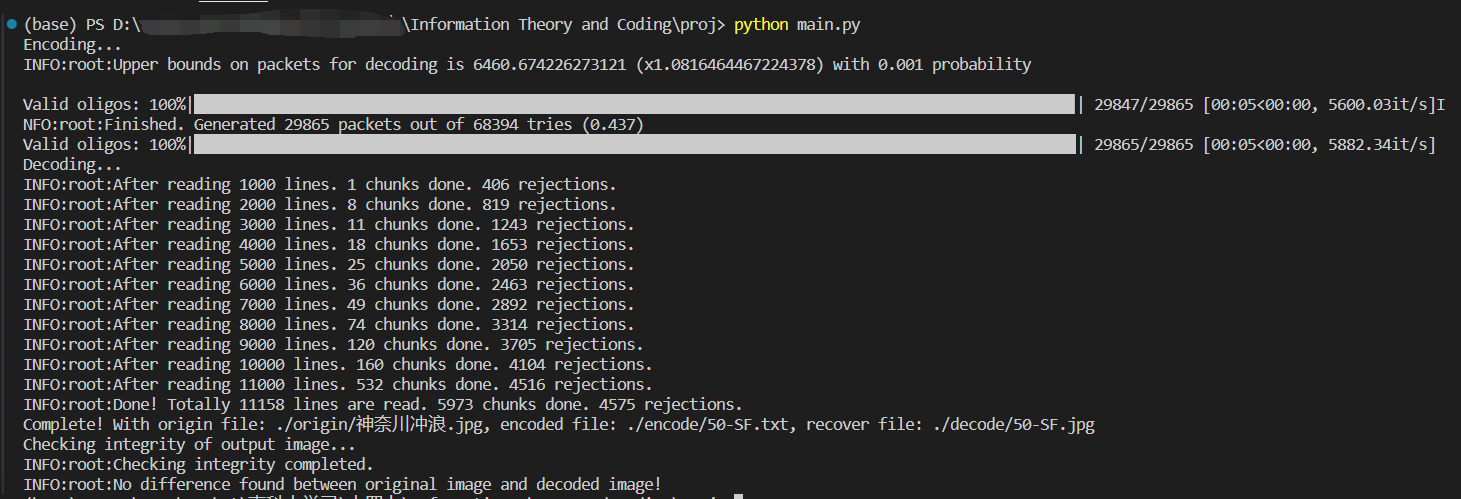 (base) PS D:\ \Information Theory and Coding\proj> python main.py
Encoding...
INFO:root:Upper bounds on packets for decoding is 6460.674226273121 (x1.0816464467224378) with 0.001 probability
Valid oligos: 100%| | 29847/29865 [00:05<00:00, 5600.03it/s]I
NFO:root:Finished. Generated 29865 packets out of 68394 tries (0.437)
Valid oligos: 100%| | 29865/29865 [00:05<00:00, 5882.34it/s]
Decoding...
INFO:root:After reading 1000 lines. 1 chunks done. 406 rejections.
INFO:root:After reading 2000 lines. 8 chunks done. 819 rejections.
INFO:root:After reading 3000 lines. 11 chunks done. 1243 rejections.
INFO:root:After reading 4000 lines. 18 chunks done. 1653 rejections.
INFO:root:After reading 5000 lines. 25 chunks done. 2050 rejections.
INFO:root:After reading 6000 lines. 36 chunks done. 2463 rejections.
INFO:root:After reading 7000 lines. 49 chunks done. 2892 rejections.
INFO:root:After reading 8000 lines. 74 chunks done. 3314 rejections.
INFO:root:After reading 9000 lines. 120 chunks done. 3705 rejections.
INFO:root:After reading 10000 lines. 160 chunks done. 4104 rejections.
INFO:root:After reading 11000 lines. 532 chunks done. 4516 rejections.
INFO:root:Done! Totally 11158 lines are read. 5973 chunks done. 4575 rejections.
Complete! With origin file: ./origin/神奈川冲浪.jpg, encoded file: ./encode/50-SF.txt, recover file: ./decode/50-SF.jpg
Checking integrity of output image...
INFO:root:Checking integrity completed.
INFO:root:No difference found between original image and decoded image!